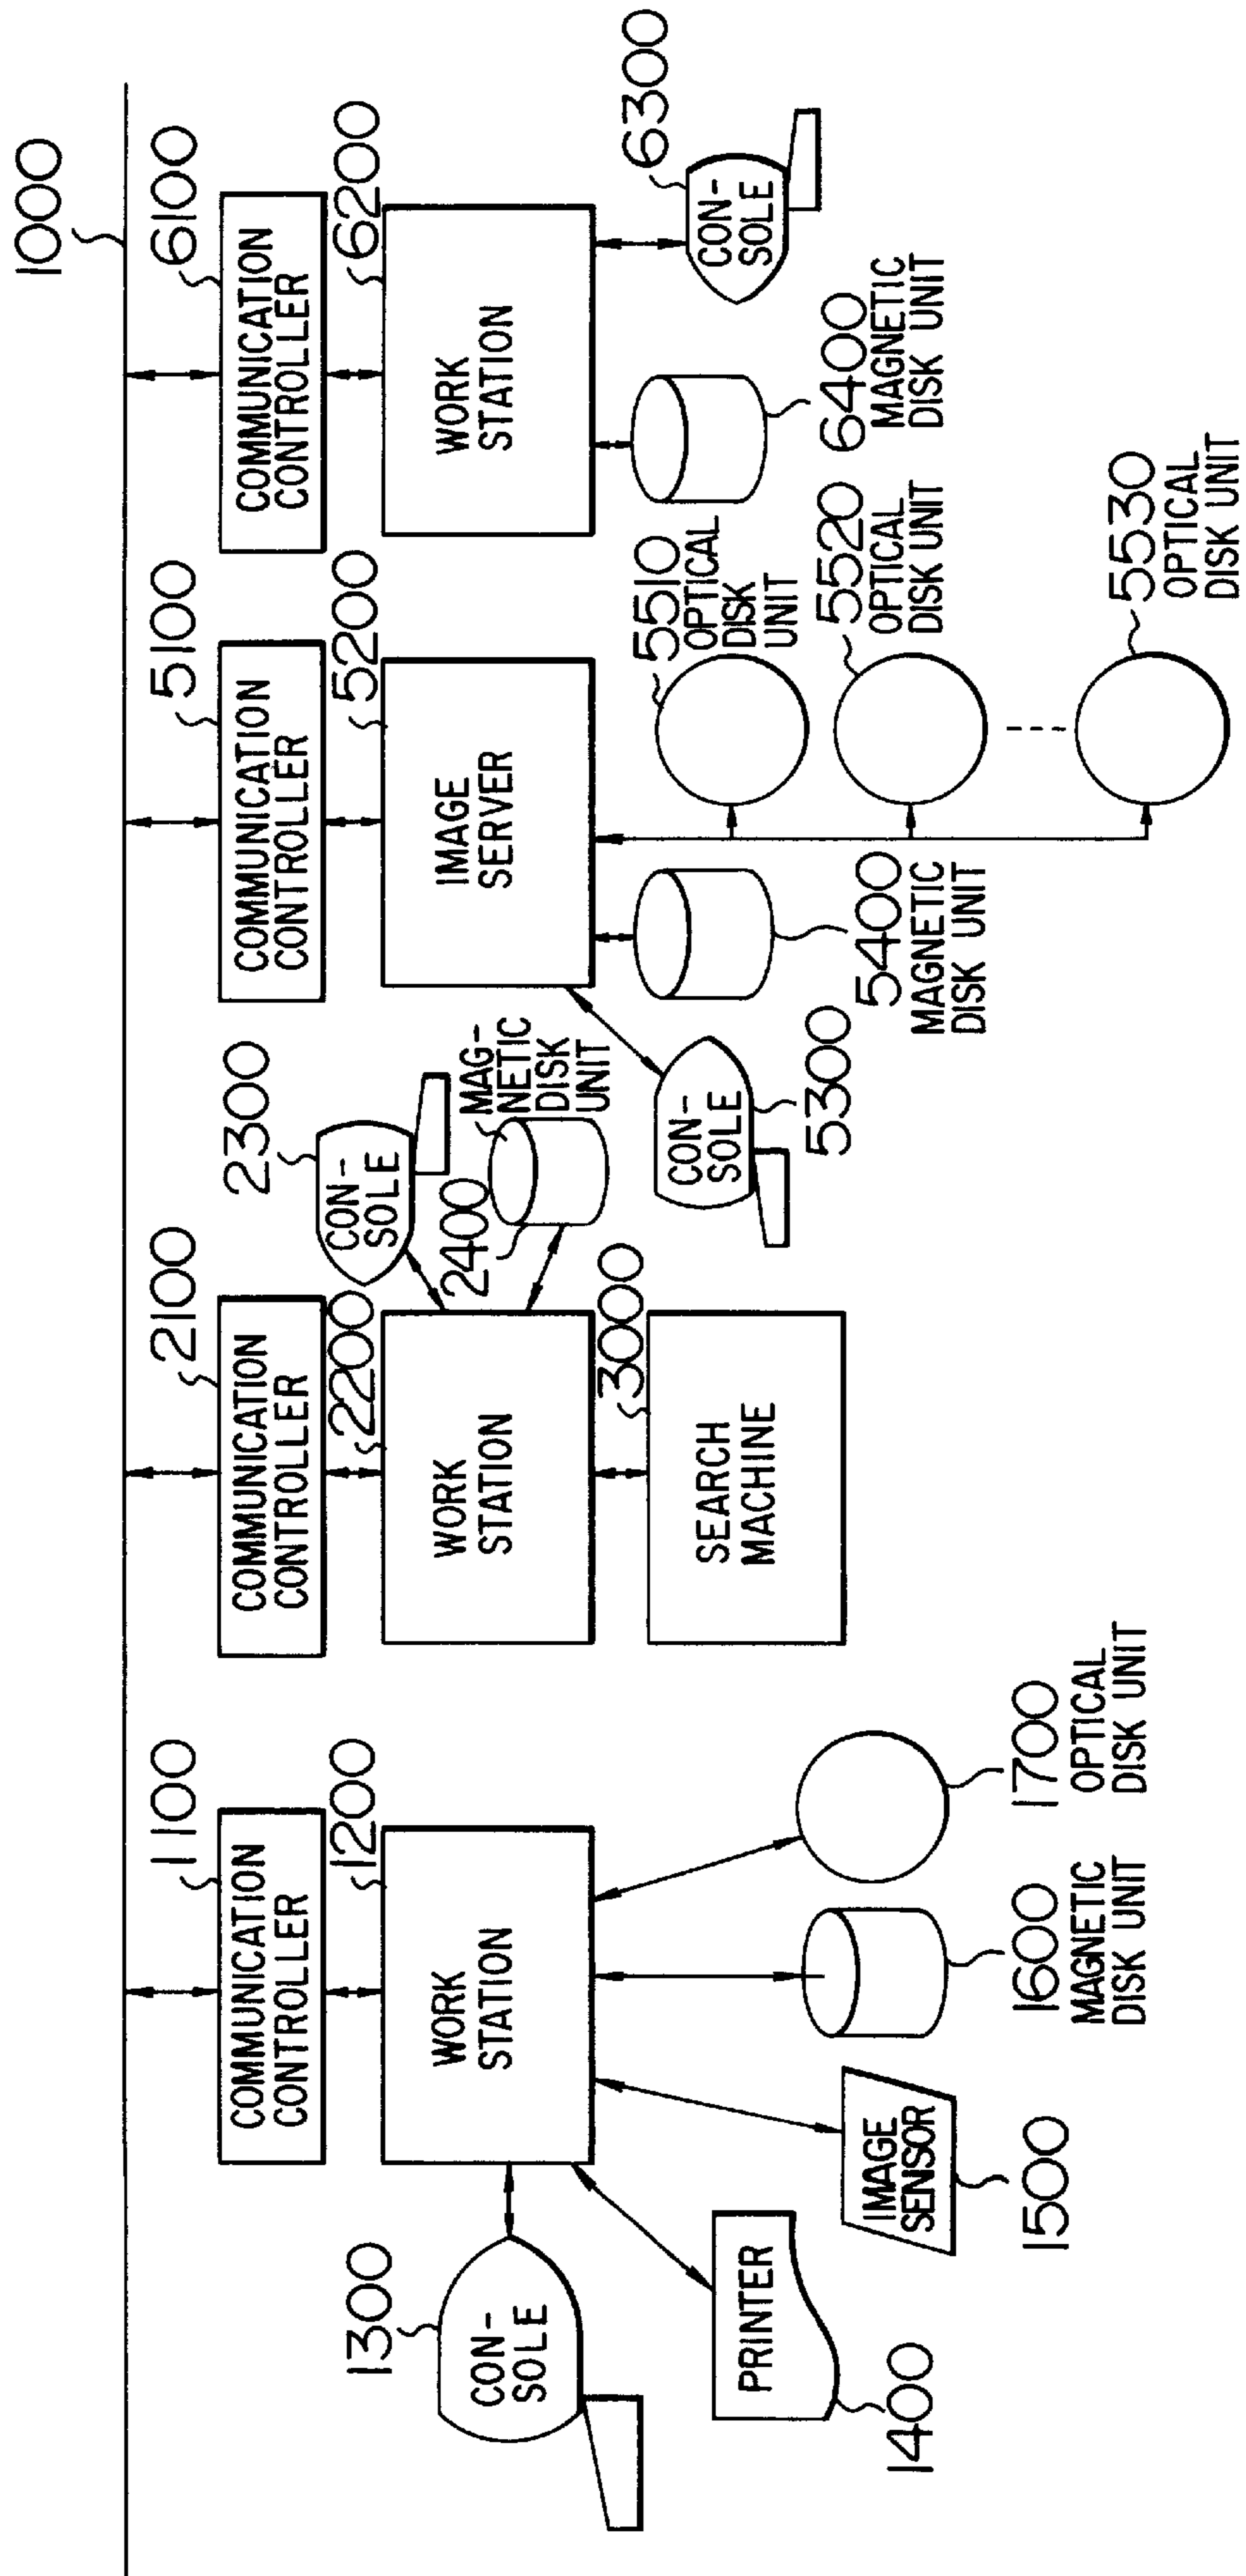 1000
1100
COMMUNICATION
CONTROLLER
1200
WORK
STATION
1300
CON-
SOLE
PRINTER
1400
IMAGE
SENSOR
1500
1600
MAGNETIC
DISK UNIT
1700
OPTICAL
DISK UNIT
2100
COMMUNICATION
CONTROLLER
2200
WORK
STATION
2300
CON-
SOLE
2400
MAG-
NETIC
DISK
UNIT
3000
SEARCH
MACHINE
5100
COMMUNICATION
CONTROLLER
5200
IMAGE
SERVER
CON-
SOLE
5300
5400
MAGNETIC
DISK UNIT
5510
OPTICAL
DISK
UNIT
5520
OPTICAL
DISK UNIT
5530
OPTICAL
DISK UNIT
6100
COMMUNICATION
CONTROLLER
6200
WORK
STATION
6300
CON-
SOLE
6400
MAGNETIC
DISK UNIT